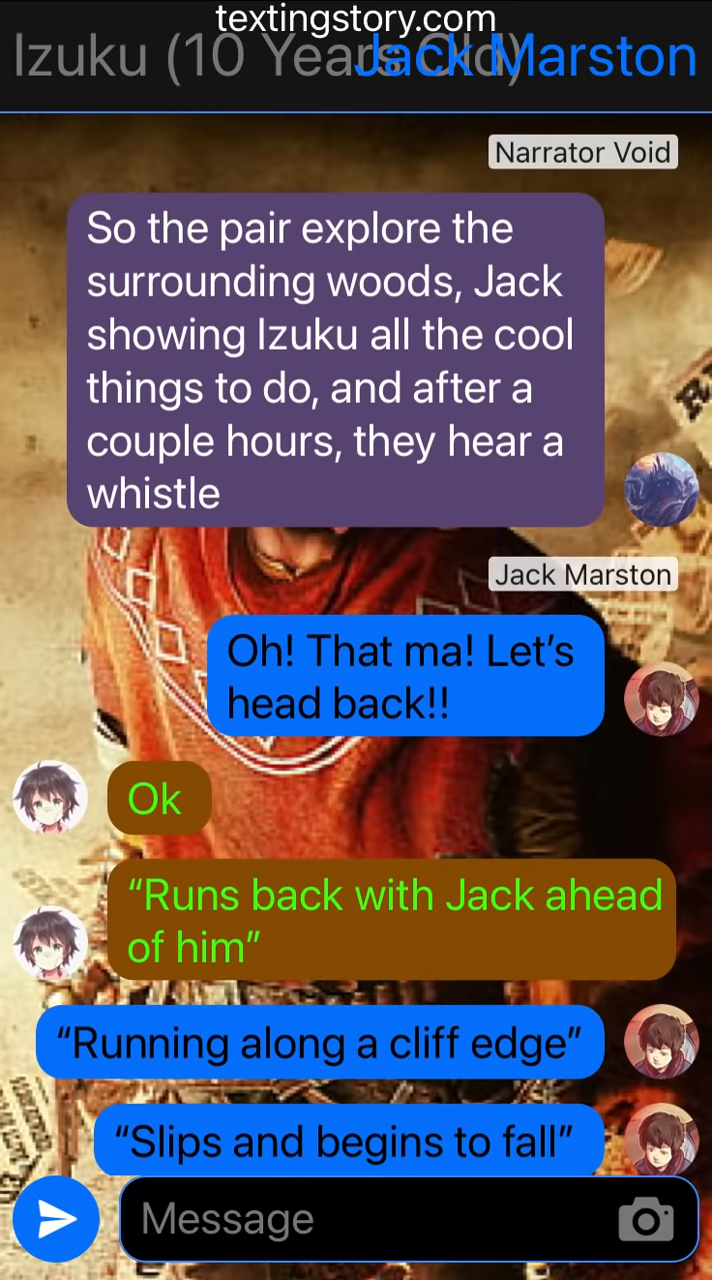 textingstory.com
Izuku (10 Years Old)
Jack Marston
Narrator Void
So the pair explore the
surrounding woods, Jack
showing Izuku all the cool
things to do, and after a
couple hours, they hear a
whistle
Jack Marston
Oh! That ma! Let’s
head back!!
Ok
“Runs back with Jack ahead
of him”
“Running along a cliff edge”
“Slips and begins to fall”
Message